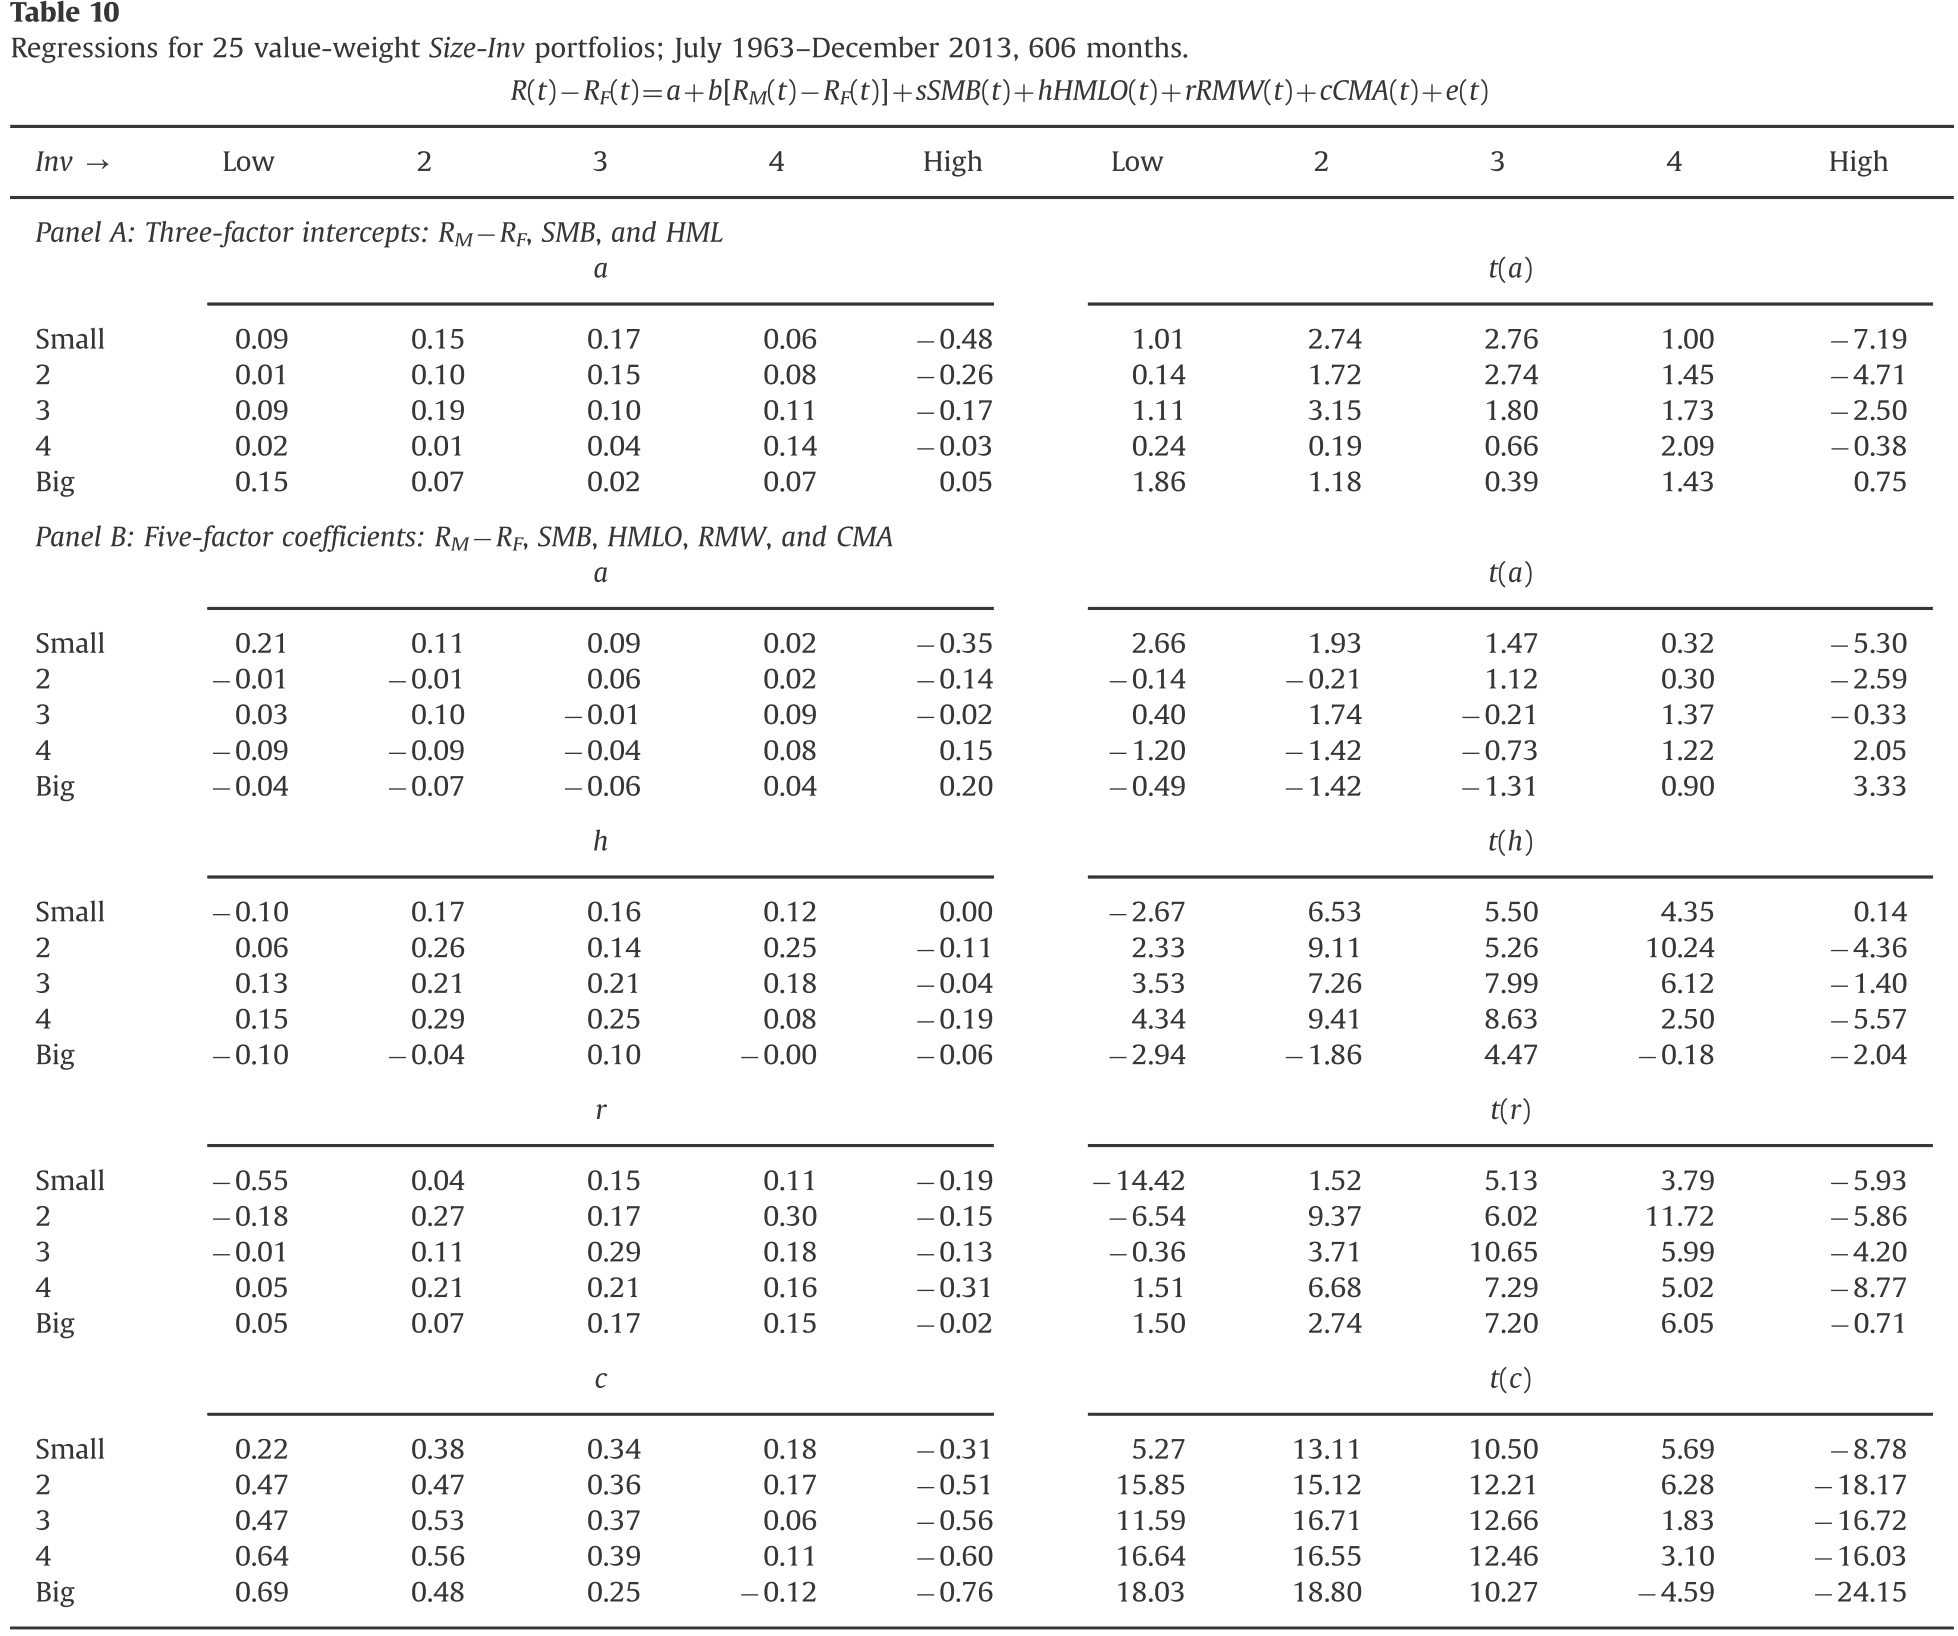 Table 10
Regressions for 25 value-weight Size-Inv portfolios; July 1963–December 2013, 606 months.
R(t)−R_F(t)=a+b[R_M(t)−R_F(t)]+sSMB(t)+hHMLO(t)+rRMW(t)+cCMA(t)+e(t)
Inv → Low 2 3 4 High Low 2 3 4 High
Panel A: Three-factor intercepts: R_M−R_F, SMB, and HML
a t(a)
Small 0.09 0.15 0.17 0.06 −0.48 1.01 2.74 2.76 1.00 −7.19
2 0.01 0.10 0.15 0.08 −0.26 0.14 1.72 2.74 1.45 −4.71
3 0.09 0.19 0.10 0.11 −0.17 1.11 3.15 1.80 1.73 −2.50
4 0.02 0.01 0.04 0.14 −0.03 0.24 0.19 0.66 2.09 −0.38
Big 0.15 0.07 0.02 0.07 0.05 1.86 1.18 0.39 1.43 0.75
Panel B: Five-factor coefficients: R_M−R_F, SMB, HMLO, RMW, and CMA
a t(a)
Small 0.21 0.11 0.09 0.02 −0.35 2.66 1.93 1.47 0.32 −5.30
2 −0.01 −0.01 0.06 0.02 −0.14 −0.14 −0.21 1.12 0.30 −2.59
3 0.03 0.10 −0.01 0.09 −0.02 0.40 1.74 −0.21 1.37 −0.33
4 −0.09 −0.09 −0.04 0.08 0.15 −1.20 −1.42 −0.73 1.22 2.05
Big −0.04 −0.07 −0.06 0.04 0.20 −0.49 −1.42 −1.31 0.90 3.33
h t(h)
Small −0.10 0.17 0.16 0.12 0.00 −2.67 6.53 5.50 4.35 0.14
2 0.06 0.26 0.14 0.25 −0.11 2.33 9.11 5.26 10.24 −4.36
3 0.13 0.21 0.21 0.18 −0.04 3.53 7.26 7.99 6.12 −1.40
4 0.15 0.29 0.25 0.08 −0.19 4.34 9.41 8.63 2.50 −5.57
Big −0.10 −0.04 0.10 −0.00 −0.06 −2.94 −1.86 4.47 −0.18 −2.04
r t(r)
Small −0.55 0.04 0.15 0.11 −0.19 −14.42 1.52 5.13 3.79 −5.93
2 −0.18 0.27 0.17 0.30 −0.15 −6.54 9.37 6.02 11.72 −5.86
3 −0.01 0.11 0.29 0.18 −0.13 −0.36 3.71 10.65 5.99 −4.20
4 0.05 0.21 0.21 0.16 −0.31 1.51 6.68 7.29 5.02 −8.77
Big 0.05 0.07 0.17 0.15 −0.02 1.50 2.74 7.20 6.05 −0.71
c t(c)
Small 0.22 0.38 0.34 0.18 −0.31 5.27 13.11 10.50 5.69 −8.78
2 0.47 0.47 0.36 0.17 −0.51 15.85 15.12 12.21 6.28 −18.17
3 0.47 0.53 0.37 0.06 −0.56 11.59 16.71 12.66 1.83 −16.72
4 0.64 0.56 0.39 0.11 −0.60 16.64 16.55 12.46 3.10 −16.03
Big 0.69 0.48 0.25 −0.12 −0.76 18.03 18.80 10.27 −4.59 −24.15